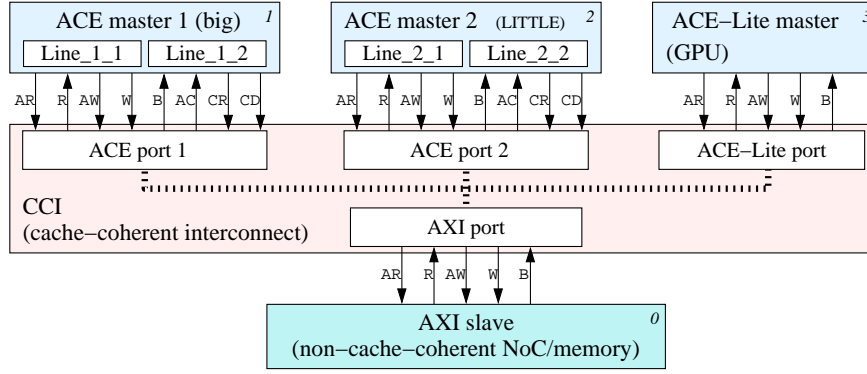 ACE master 1 (big) 1
Line_1_1 Line_1_2
ACE master 2 (LITTLE) 2
Line_2_1 Line_2_2
ACE−Lite master 3
(GPU)
AR R AW W B AC CR CD
AR R AW W B AC CR CD
AR R AW W B
ACE port 1
ACE port 2
ACE−Lite port
CCI
(cache−coherent interconnect)
AXI port
AR R AW W B
AXI slave 0
(non−cache−coherent NoC/memory)